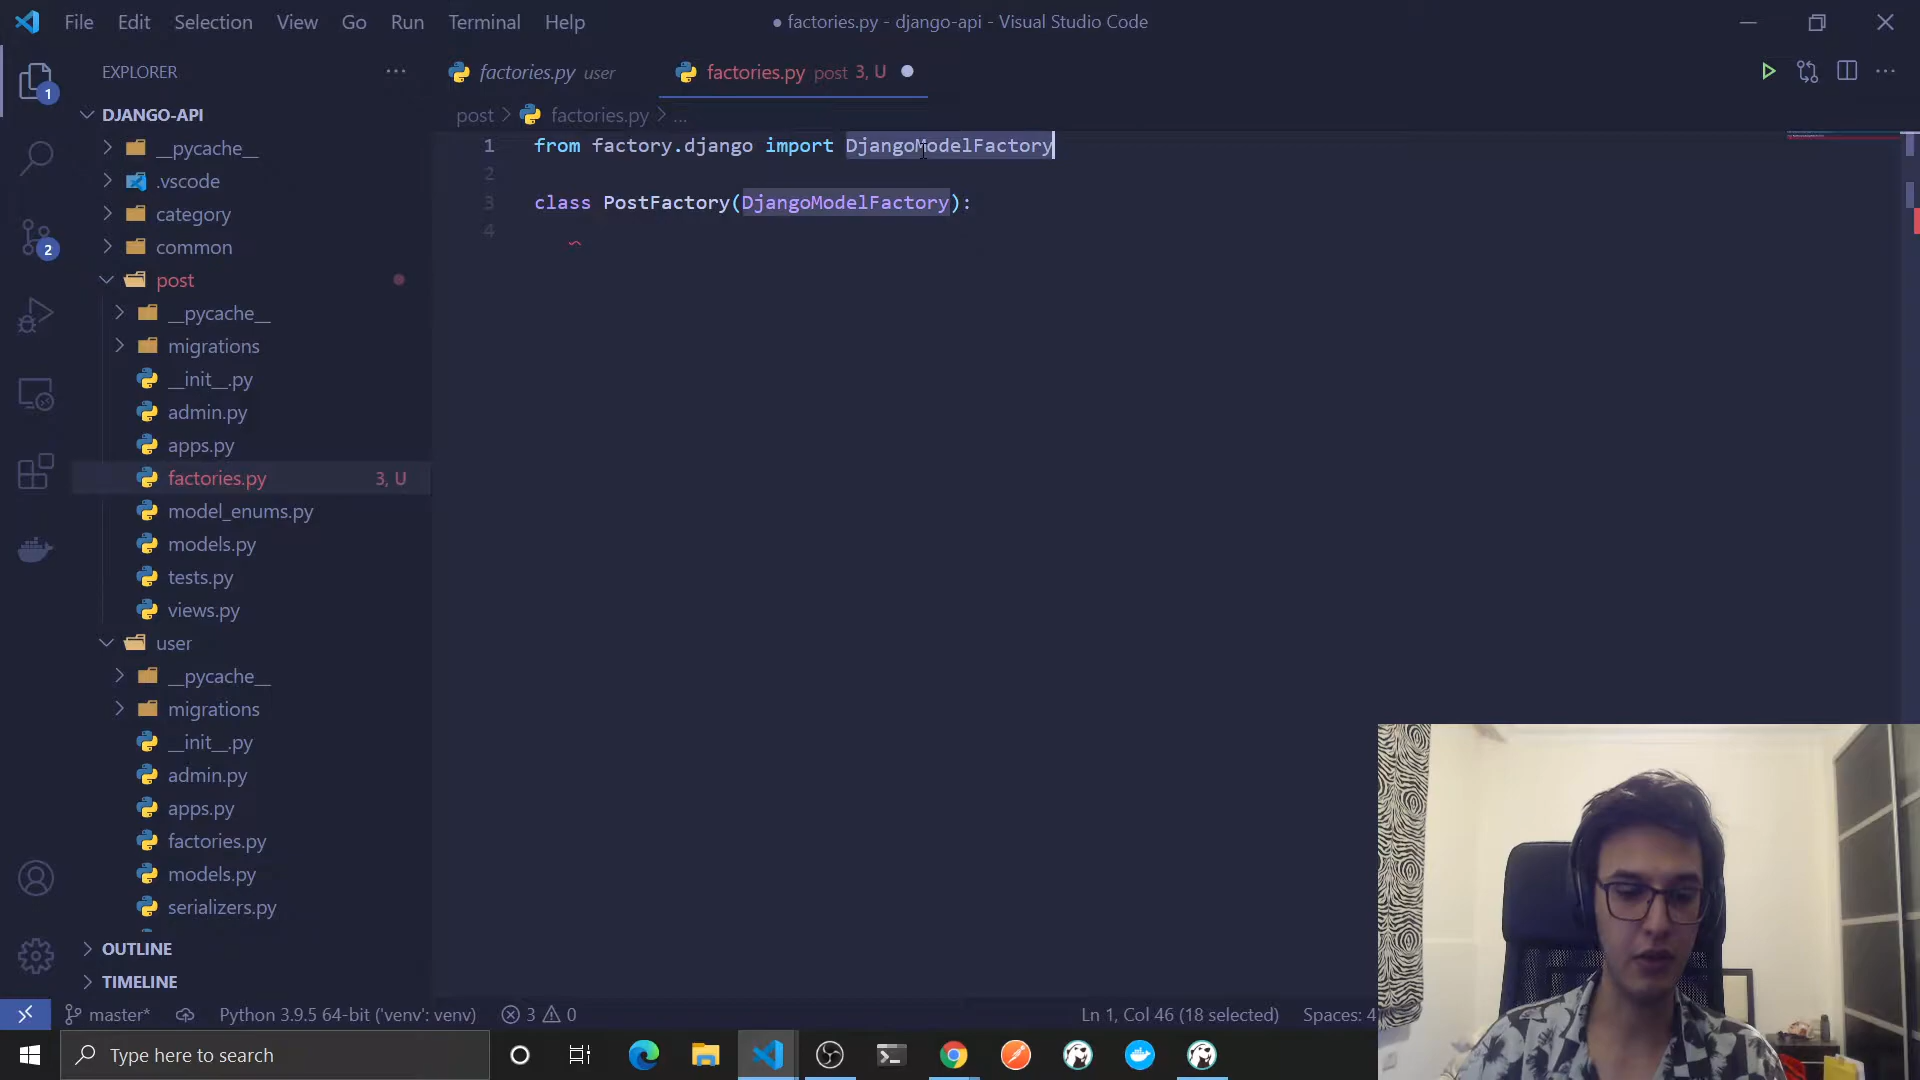 File Edit Selection View Go Run Terminal Help
● factories.py - django-api - Visual Studio Code
EXPLORER ...
factories.py user
factories.py post 3, U
post > factories.py > ...
DJANGO-API
__pycache__
.vscode
category
common
post
__pycache__
migrations
__init__.py
admin.py
apps.py
factories.py 3, U
model_enums.py
models.py
tests.py
views.py
user
__pycache__
migrations
__init__.py
admin.py
apps.py
factories.py
models.py
serializers.py
OUTLINE
TIMELINE
1
2
1 from factory.django import DjangoModelFactory
2
3 class PostFactory(DjangoModelFactory):
4
master* Python 3.9.5 64-bit ('venv': venv) 3 0
Ln 1, Col 46 (18 selected) Spaces: 4
Type here to search